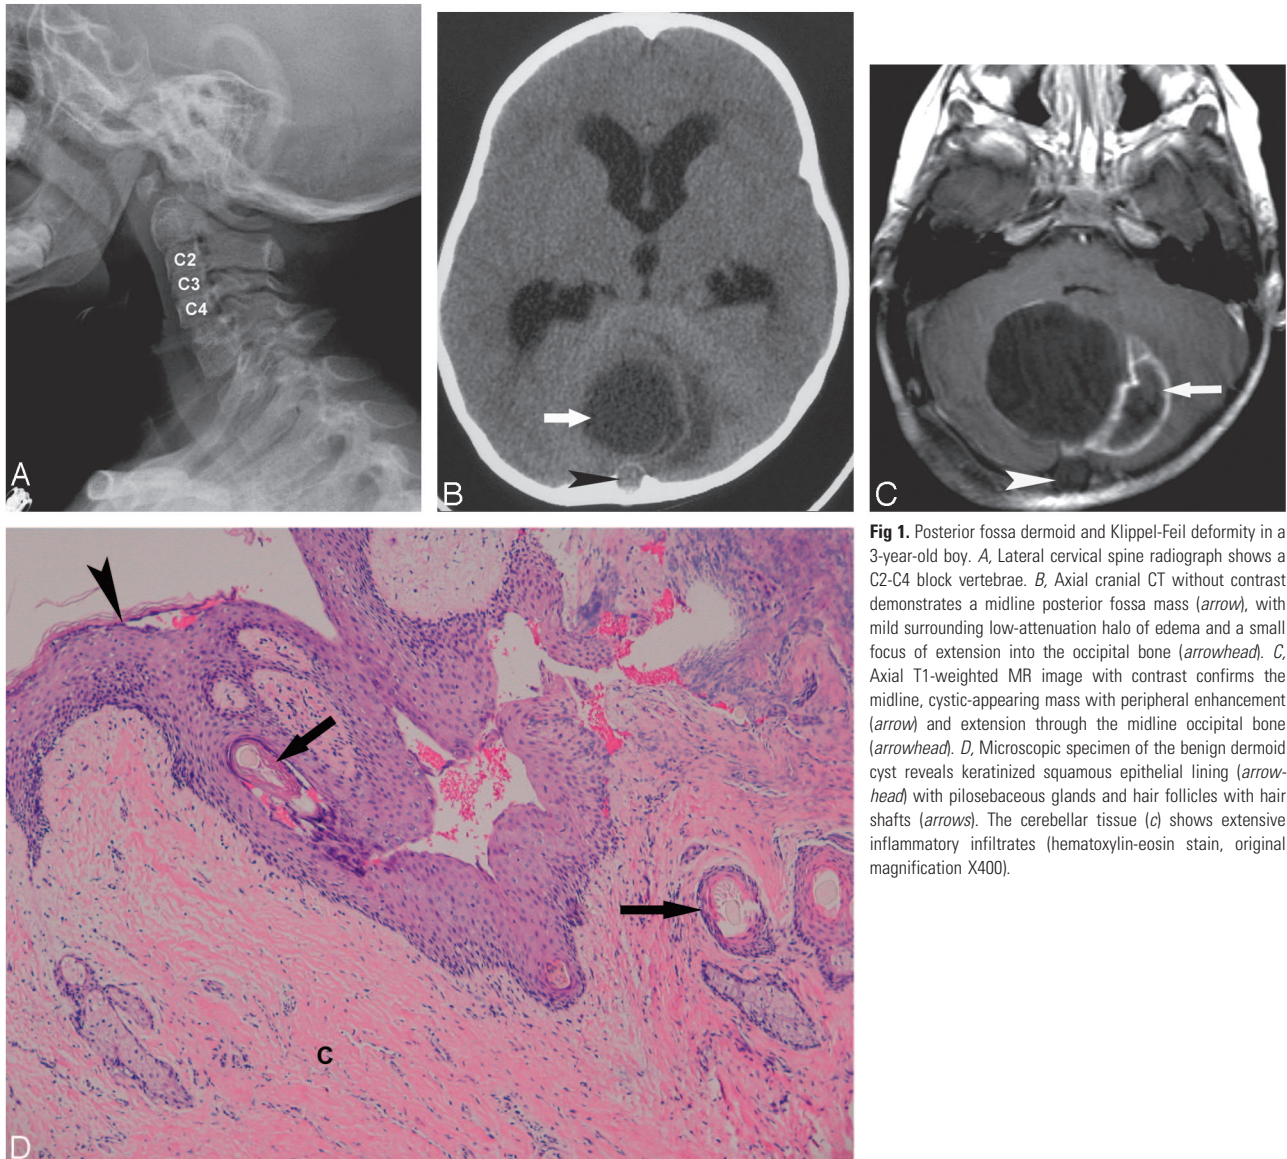 A
C2
C3
C4
B
C
Fig 1. Posterior fossa dermoid and Klippel-Feil deformity in a
3-year-old boy. A, Lateral cervical spine radiograph shows a
C2-C4 block vertebrae. B, Axial cranial CT without contrast
demonstrates a midline posterior fossa mass (arrow), with
mild surrounding low-attenuation halo of edema and a small
focus of extension into the occipital bone (arrowhead). C,
Axial T1-weighted MR image with contrast confirms the
midline, cystic-appearing mass with peripheral enhancement
(arrow) and extension through the midline occipital bone
(arrowhead). D, Microscopic specimen of the benign dermoid
cyst reveals keratinized squamous epithelial lining (arrow-
head) with pilosebaceous glands and hair follicles with hair
shafts (arrows). The cerebellar tissue (c) shows extensive
inflammatory infiltrates (hematoxylin-eosin stain, original
magnification X400).
C
D